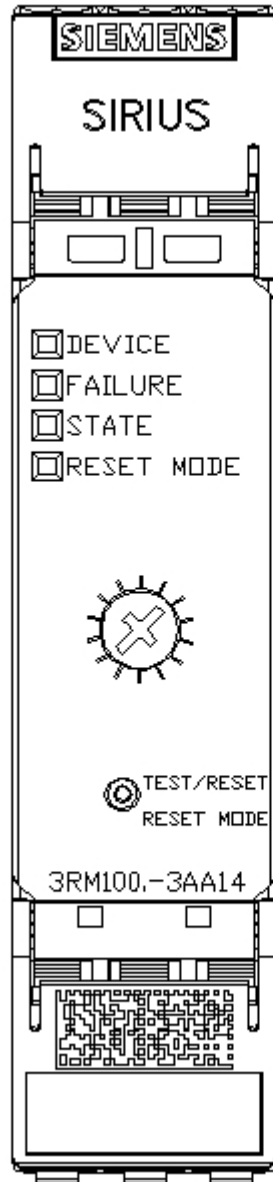 SIEMENS
SIRIUS
DEVICE
FAILURE
STATE
RESET MODE
TEST/RESET
RESET MODE
3RM100.-3AA14